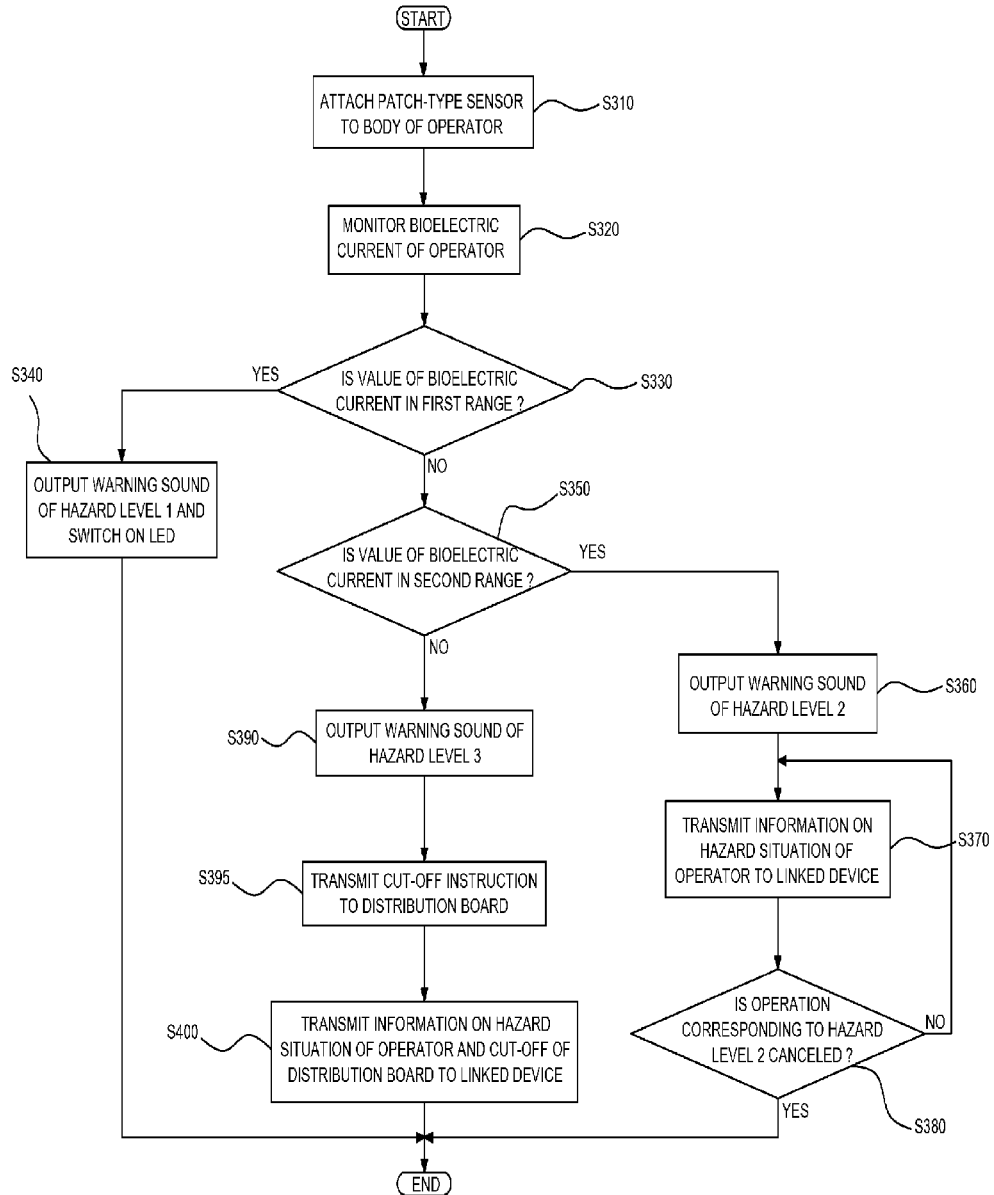 START
ATTACH PATCH-TYPE SENSOR
TO BODY OF OPERATOR
S310
MONITOR BIOELECTRIC
CURRENT OF OPERATOR
S320
S340
YES
IS VALUE OF BIOELECTRIC
CURRENT IN FIRST RANGE ?
S330
NO
OUTPUT WARNING SOUND
OF HAZARD LEVEL 1 AND
SWITCH ON LED
S350
IS VALUE OF BIOELECTRIC
CURRENT IN SECOND RANGE ?
YES
NO
OUTPUT WARNING SOUND
OF HAZARD LEVEL 2
S360
S390
OUTPUT WARNING SOUND OF
HAZARD LEVEL 3
TRANSMIT INFORMATION ON
HAZARD SITUATION OF
OPERATOR TO LINKED DEVICE
S370
S395
TRANSMIT CUT-OFF INSTRUCTION
TO DISTRIBUTION BOARD
S400
TRANSMIT INFORMATION ON HAZARD
SITUATION OF OPERATOR AND CUT-OFF OF
DISTRIBUTION BOARD TO LINKED DEVICE
IS OPERATION
CORRESPONDING TO HAZARD
LEVEL 2 CANCELED ?
NO
YES
S380
END